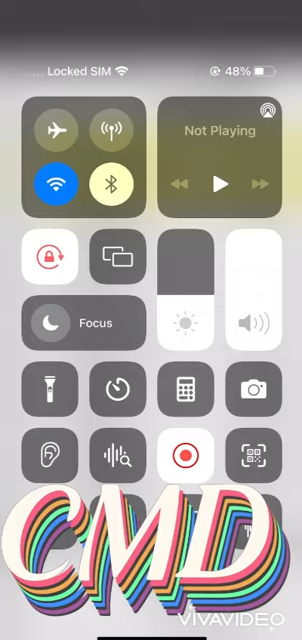 Locked SIM
48%
Not Playing
Focus
CMD
VIVAVIDEO